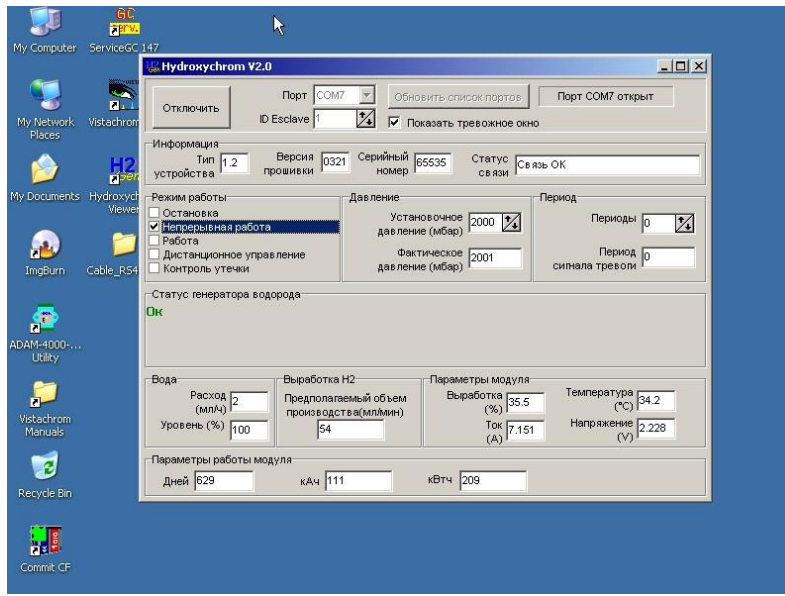 My Computer
ServiceGC 147
My Network
Places
Vistachrom
My Documents
Hydroxych
Viewer
ImgBurn
Cable_RS4
ADAM-4000-...
Utility
Vistachrom
Manuals
Recycle Bin
Commit CF
Hydroxychrom V2.0
Отключить
Порт COM7
Обновить список портов
Порт COM7 открыт
ID Esclave 1
Показать тревожное окно
Информация
Тип устройства 1.2
Версия прошивки 0321
Серийный номер 65535
Статус связи Связь ОК
Режим работы
Остановка
Непрерывная работа
Работа
Дистанционное управление
Контроль утечки
Давление
Установочное
давление (мбар) 2000
Фактическое
давление (мбар) 2001
Период
Периоды 0
Период
сигнала тревоги 0
Статус генератора водорода
Ок
Вода
Расход
(мл/ч) 2
Уровень (%) 100
Выработка H2
Предполагаемый объем
производства(мл/мин)
54
Параметры модуля
Выработка
(%) 35.5
Температура
(°C) 34.2
Ток
(A) 7.151
Напряжение
(V) 2.228
Параметры работы модуля
Дней 629
кАч 111
кВтч 209